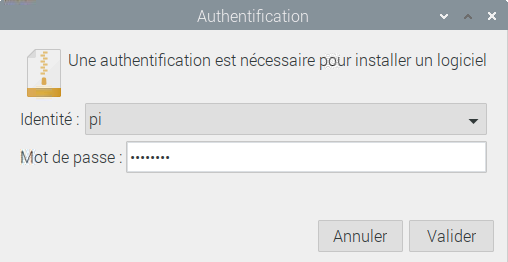 Authentification
Une authentification est nécessaire pour installer un logiciel
Identité : pi
Mot de passe : ••••••••
Annuler Valider